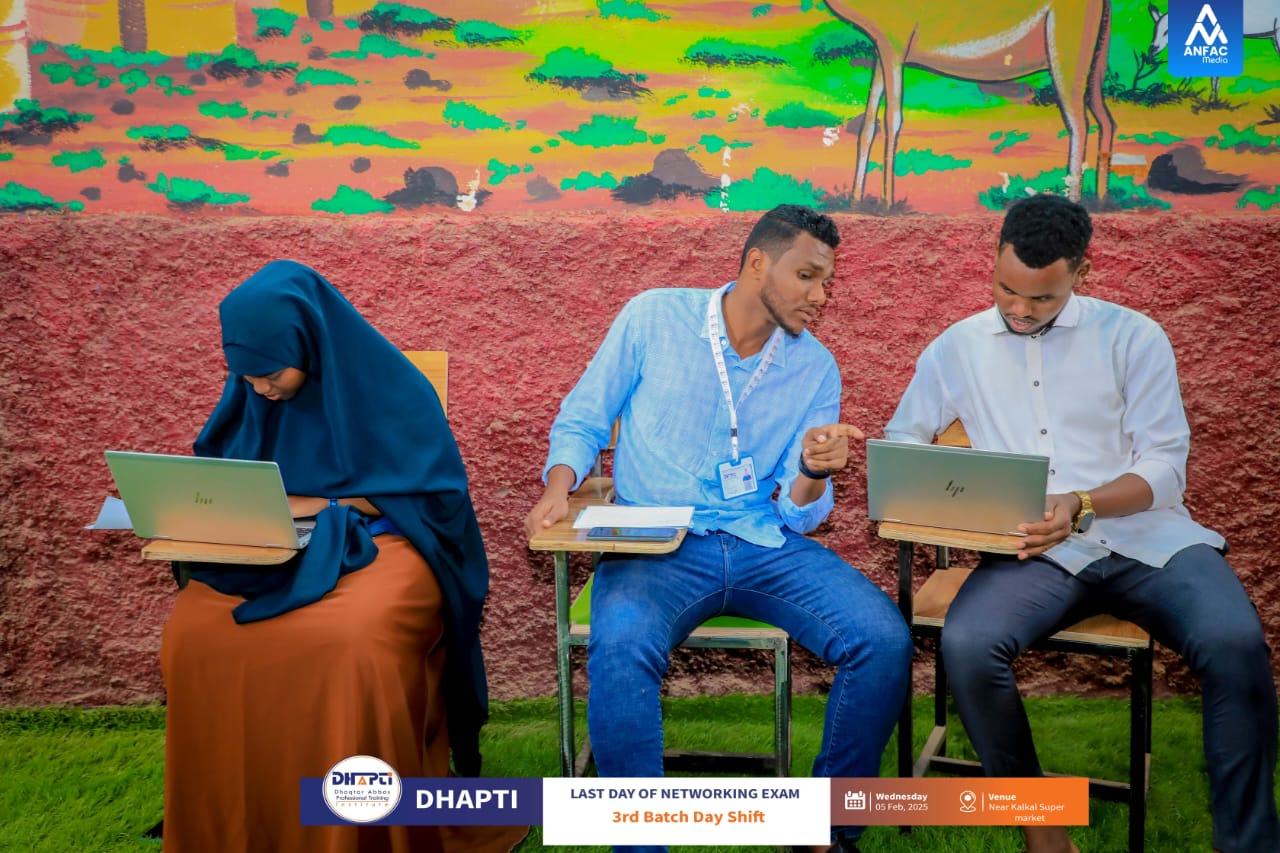 ANFAC
Media
hp
hp
DHAPTI
Dhaqtar Abbas
Professional Training
Institute
DHAPTI
LAST DAY OF NETWORKING EXAM
3rd Batch Day Shift
Wednesday
05 Feb, 2025
Venue
Near Kalkal Super
market